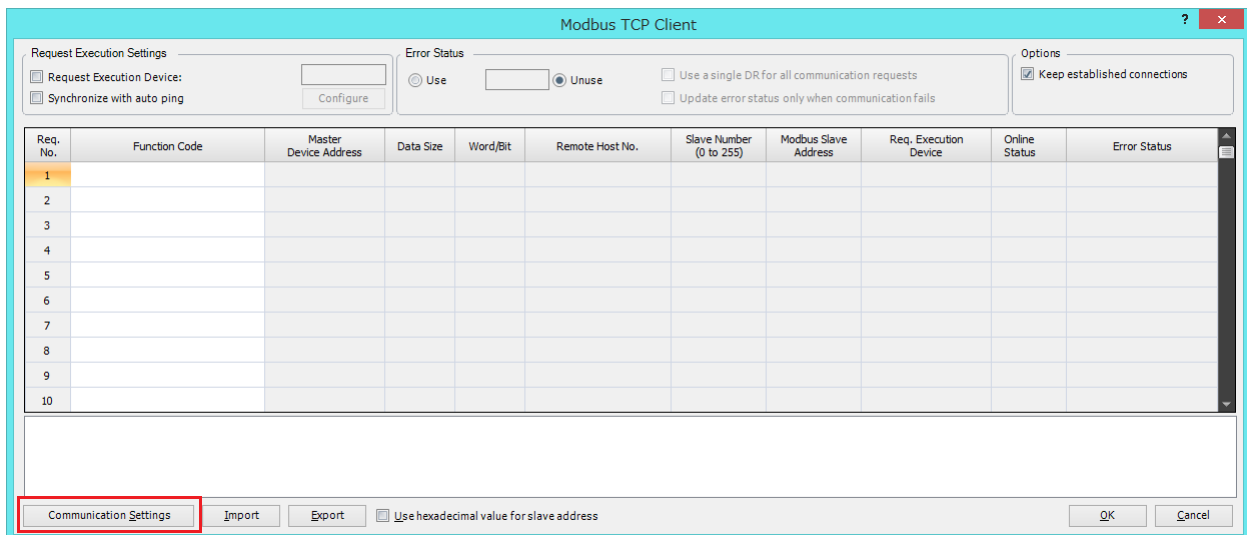 Modbus TCP Client
?
Request Execution Settings
Request Execution Device:
Synchronize with auto ping
Configure
Error Status
Use
Unuse
Use a single DR for all communication requests
Update error status only when communication fails
Options
Keep established connections
Req. No. Function Code Master Device Address Data Size Word/Bit Remote Host No. Slave Number (0 to 255) Modbus Slave Address Req. Execution Device Online Status Error Status
1
2
3
4
5
6
7
8
9
10
Communication Settings Import Export Use hexadecimal value for slave address OK Cancel